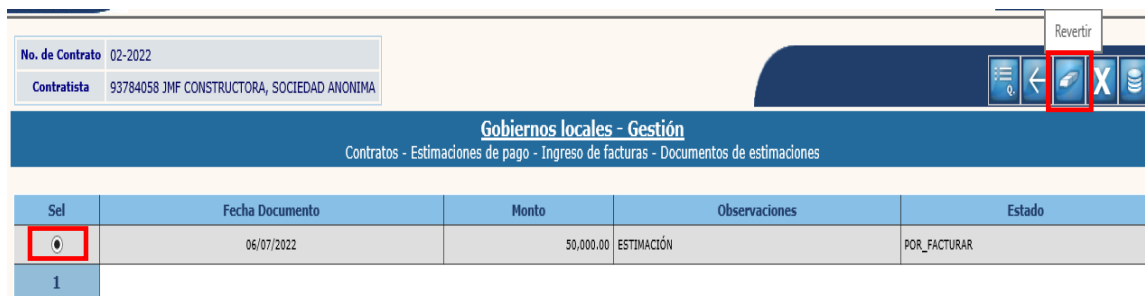 Revertir
No. de Contrato 02-2022
Contratista 93784058 JMF CONSTRUCTORA, SOCIEDAD ANONIMA
Q.
X
Gobiernos locales - Gestión
Contratos - Estimaciones de pago - Ingreso de facturas - Documentos de estimaciones
Sel Fecha Documento Monto Observaciones Estado
06/07/2022 50,000.00 ESTIMACIÓN POR_FACTURAR
1